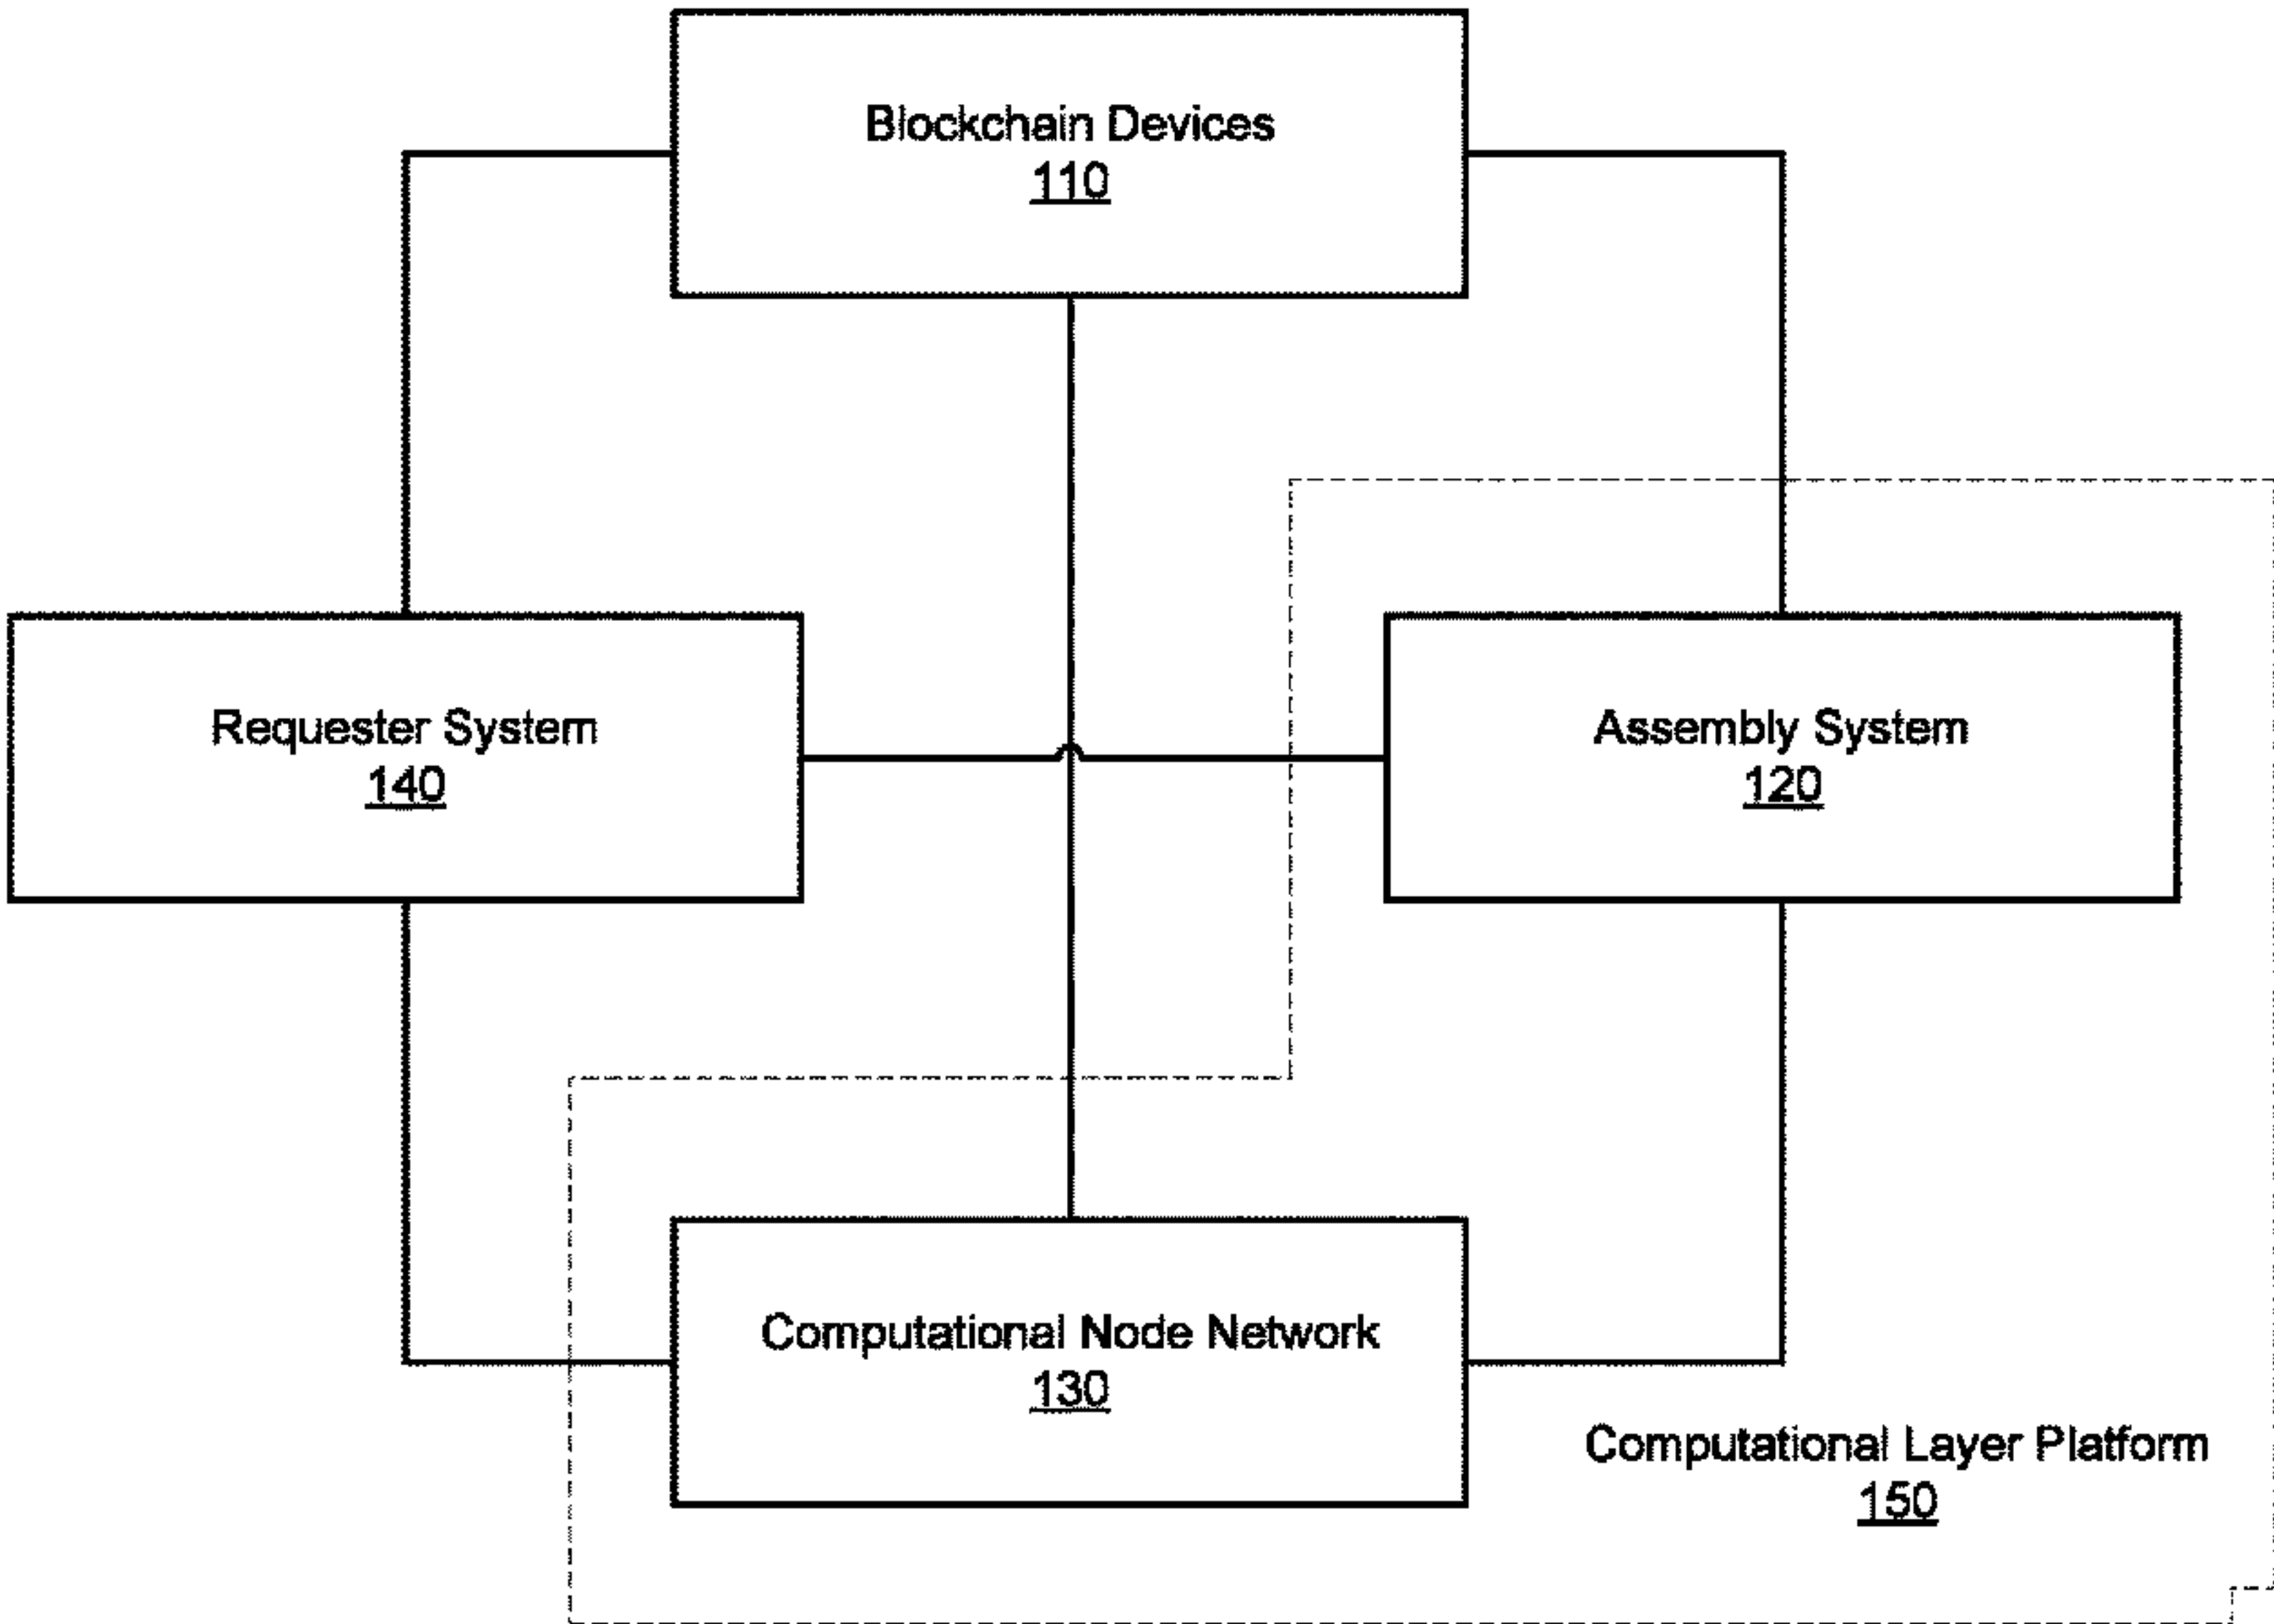 Blockchain Devices
110
Requester System
140
Assembly System
120
Computational Node Network
130
Computational Layer Platform
150